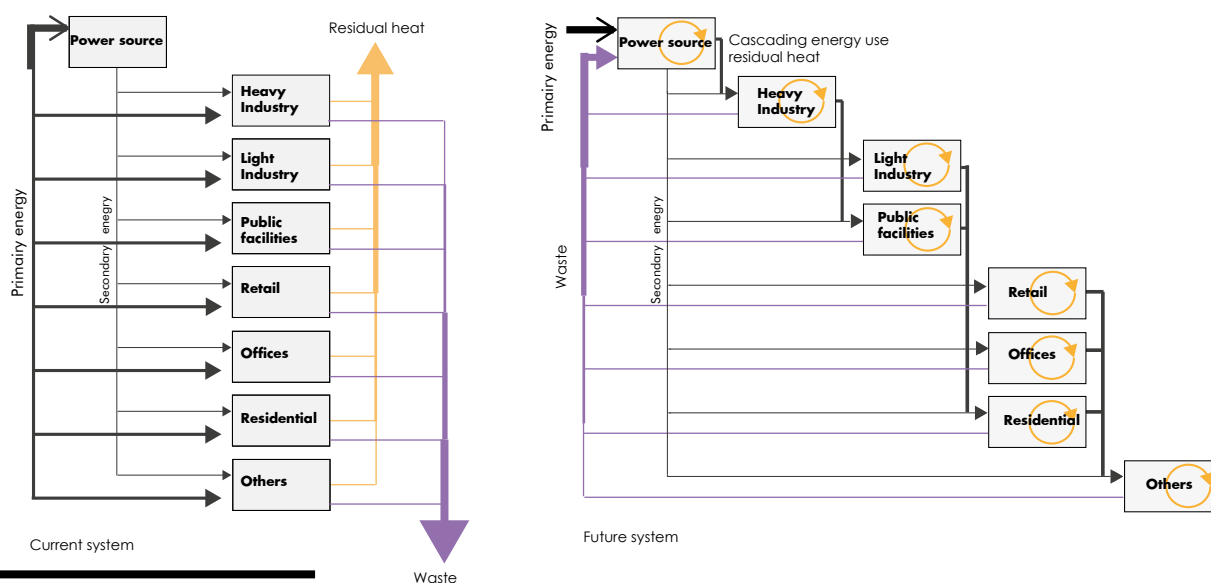 Residual heat
Power source
Heavy
Industry
Light
Industry
Public
facilities
Retail
Offices
Residential
Others
Primairy energy
Secondary enegry
Current system
Waste
Primairy energy
Power source
Cascading energy use
residual heat
Heavy
Industry
Light
Industry
Public
facilities
Retail
Offices
Residential
Others
Waste
Secondary enegry
Future system